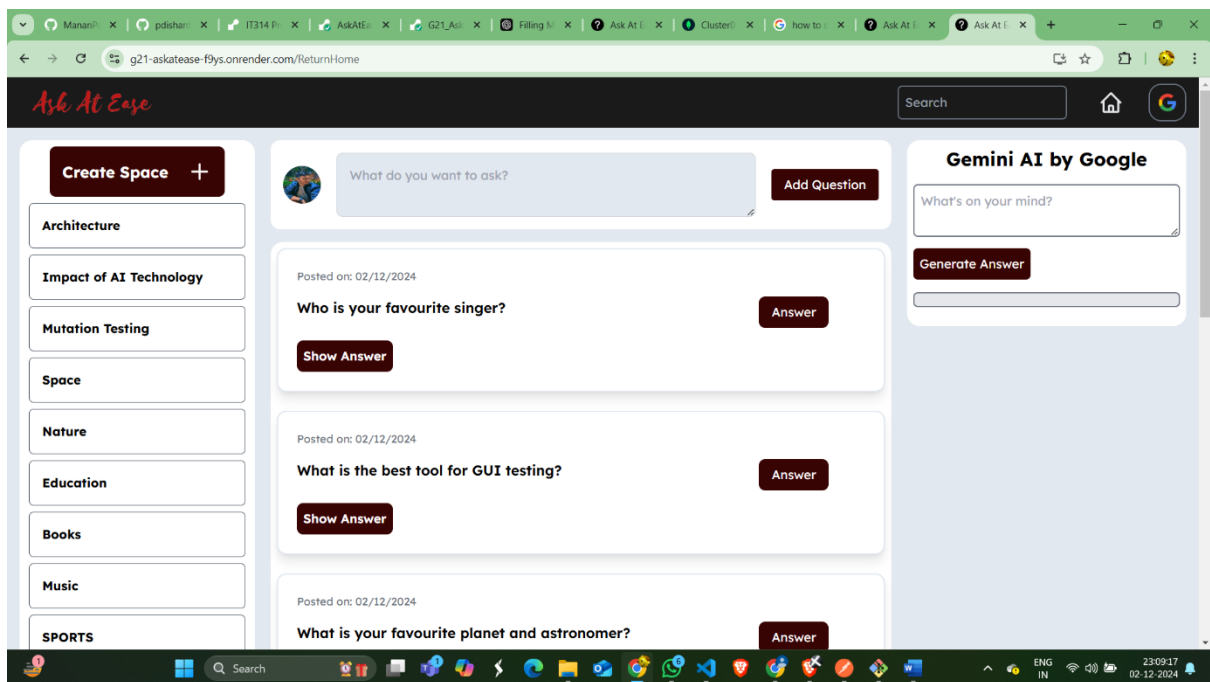 MananP
pdishan
IT314 Pr
AskAtEa
G21_Ask
Filling M
Ask At E
Cluster0
how to s
Ask At E
Ask At E
g21-askatease-f9ys.onrender.com/ReturnHome
Ask At Ease
Search
Create Space +
Architecture
Impact of AI Technology
Mutation Testing
Space
Nature
Education
Books
Music
SPORTS
What do you want to ask?
Add Question
Posted on: 02/12/2024
Who is your favourite singer?
Answer
Show Answer
Posted on: 02/12/2024
What is the best tool for GUI testing?
Answer
Show Answer
Posted on: 02/12/2024
What is your favourite planet and astronomer?
Answer
Gemini AI by Google
What's on your mind?
Generate Answer
Search
ENG
IN
23:09:17
02-12-2024